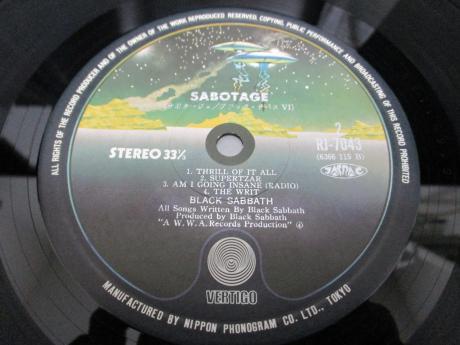 ALL RIGHTS OF THE RECORD PRODUCER AND OF THE OWNER OF THE WORK REPRODUCED RESERVED. COPYING, PUBLIC PERFORMANCE AND BROADCASTING OF THIS RECORD PROHIBITED
SABOTAGE
VI)
2
STEREO 33⅓
RJ-7043
(6366 115 B)
1. THRILL OF IT ALL
2. SUPERTZAR
3. AM I GOING INSANE (RADIO)
4. THE WRIT
BLACK SABBATH
All Songs Written By Black Sabbath
Produced by Black Sabbath
"A W.W.A.Records Production" ④
VERTIGO
MANUFACTURED BY NIPPON PHONOGRAM CO. LTD., TOKYO